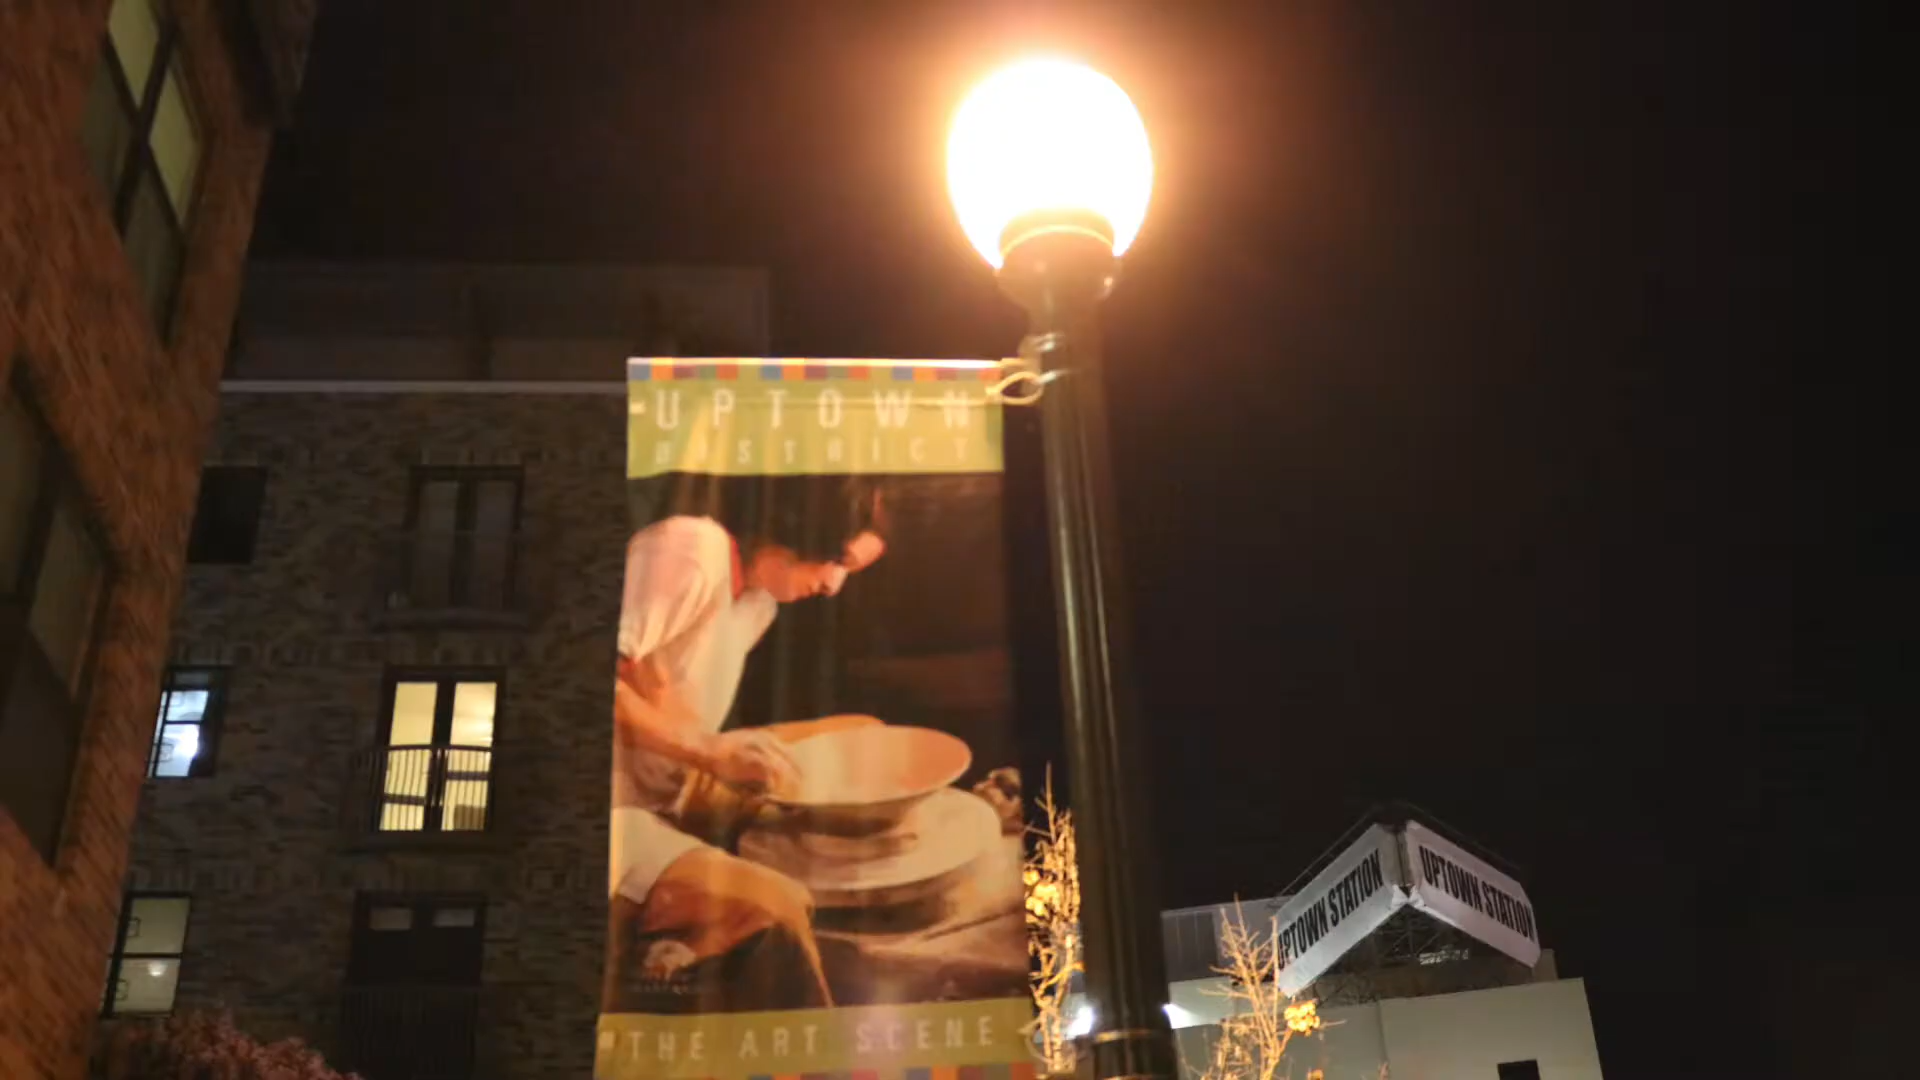 UPTOWN
DISTRICT
THE ART SCENE
UPTOWN STATION
UPTOWN STATION